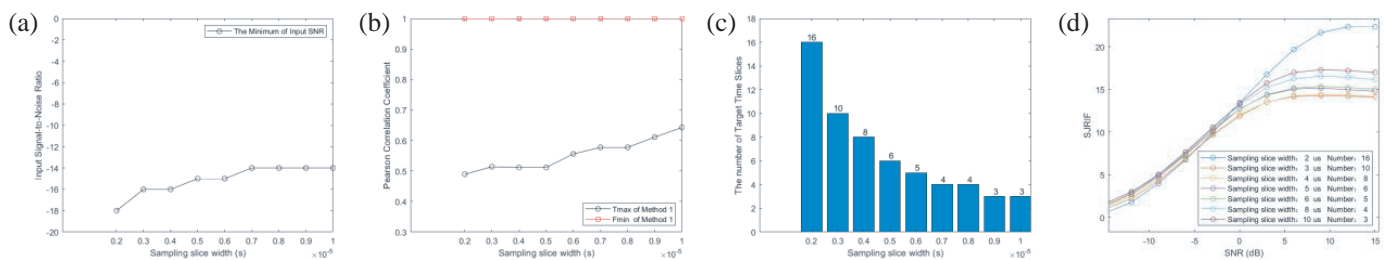 (a)
The Minimum of Input SNR
Input Signal-to-Noise Ratio
0
-2
-4
-6
-8
-10
-12
-14
-16
-18
-20
0.2 0.3 0.4 0.5 0.6 0.7 0.8 0.9 1
Sampling slice width (s)
×10⁻⁵
(b)
Pearson Correlation Coefficient
1
0.9
0.8
0.7
0.6
0.5
0.4
0.3
Tmax of Method 1
Fmin of Method 1
0.2 0.3 0.4 0.5 0.6 0.7 0.8 0.9 1
Sampling slice width (s)
×10⁻⁵
(c)
The number of Target Time Slices
18
16
14
12
10
8
6
4
2
0
16 10 8 6 5 4 4 3 3
0.2 0.3 0.4 0.5 0.6 0.7 0.8 0.9 1
Sampling slice width (s)
×10⁻⁵
(d)
SJRIF
20
15
10
5
0
Sampling slice width: 2 us Number: 16
Sampling slice width: 3 us Number: 10
Sampling slice width: 4 us Number: 8
Sampling slice width: 5 us Number: 6
Sampling slice width: 6 us Number: 5
Sampling slice width: 8 us Number: 4
Sampling slice width: 10 us Number: 3
-10 -5 0 5 10 15
SNR (dB)